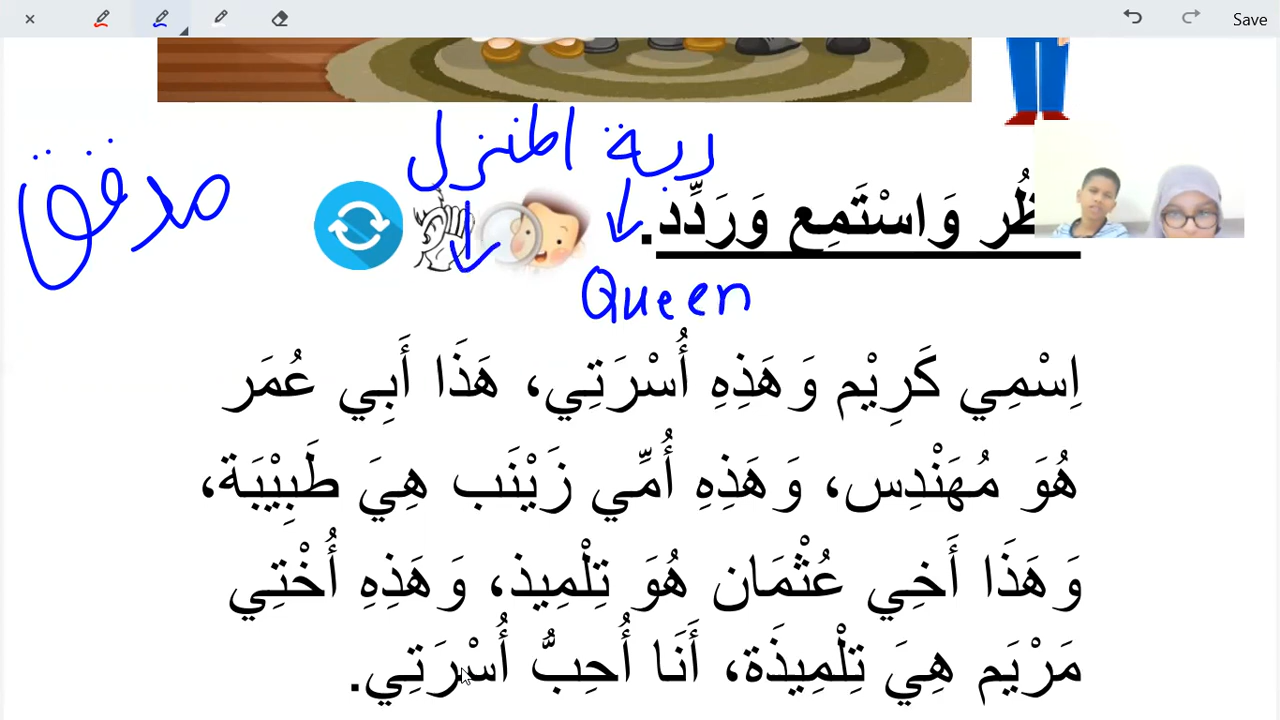 Save
ربة المنزل
مدقق
ظُر وَاسْتَمِع وَرَدِّد.
Queen
اِسْمِي كَرِيْم وَهَذِهِ أُسْرَتِي، هَذَا أَبِي عُمَر
هُوَ مُهَنْدِس، وَهَذِهِ أُمِّي زَيْنَب هِيَ طَبِيْبَة،
وَهَذَا أَخِي عُثْمَان هُوَ تِلْمِيذ، وَهَذِهِ أُخْتِي
مَرْيَم هِيَ تِلْمِيذَة، أَنَا أُحِبُّ أُسْرَتِي.